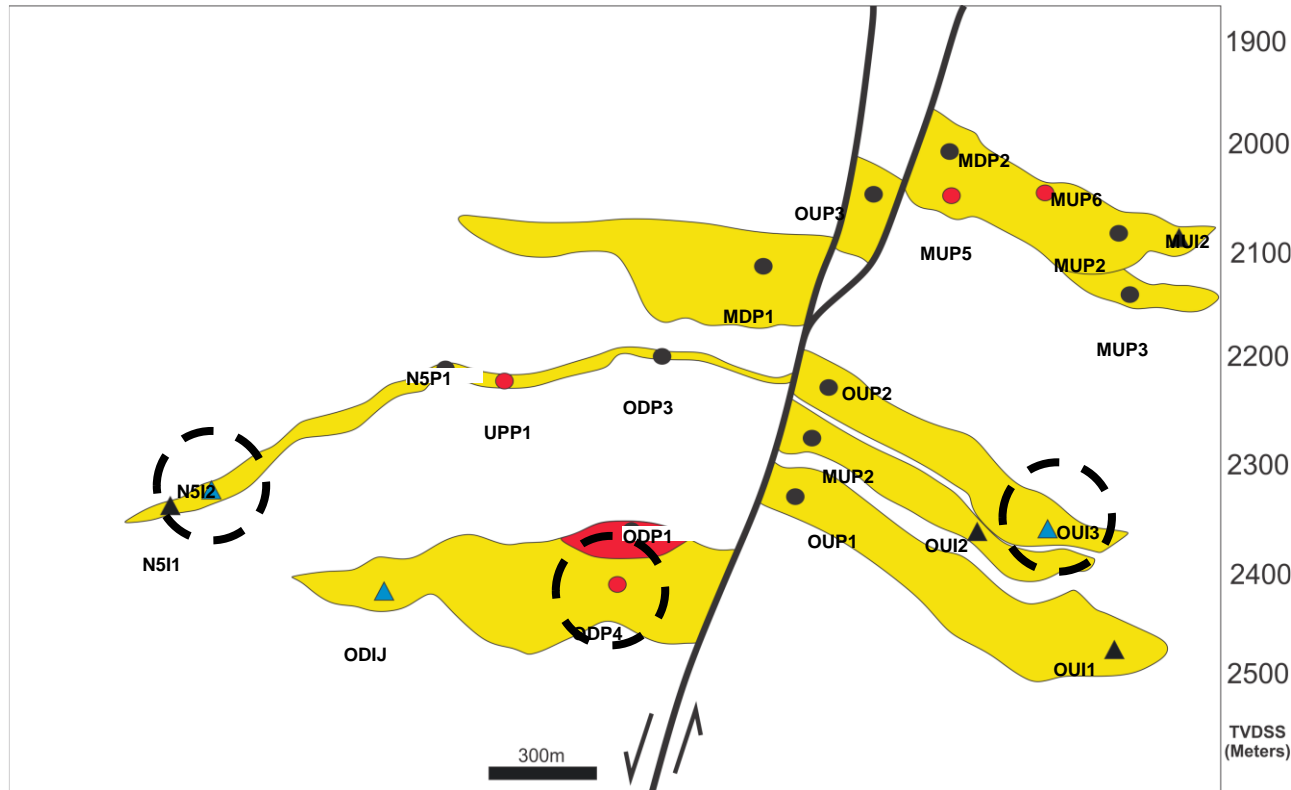 1900
2000
MDP2
MUP6
OUP3
MUI2
MUP5
MUP2
2100
MDP1
MUP3
2200
N5P1
ODP3
OUP2
UPP1
2300
MUP2
N5I2
OUP1
OUI2
OUI3
ODP1
N5I1
2400
ODP4
ODIJ
OUI1
2500
TVDSS
(Meters)
300m